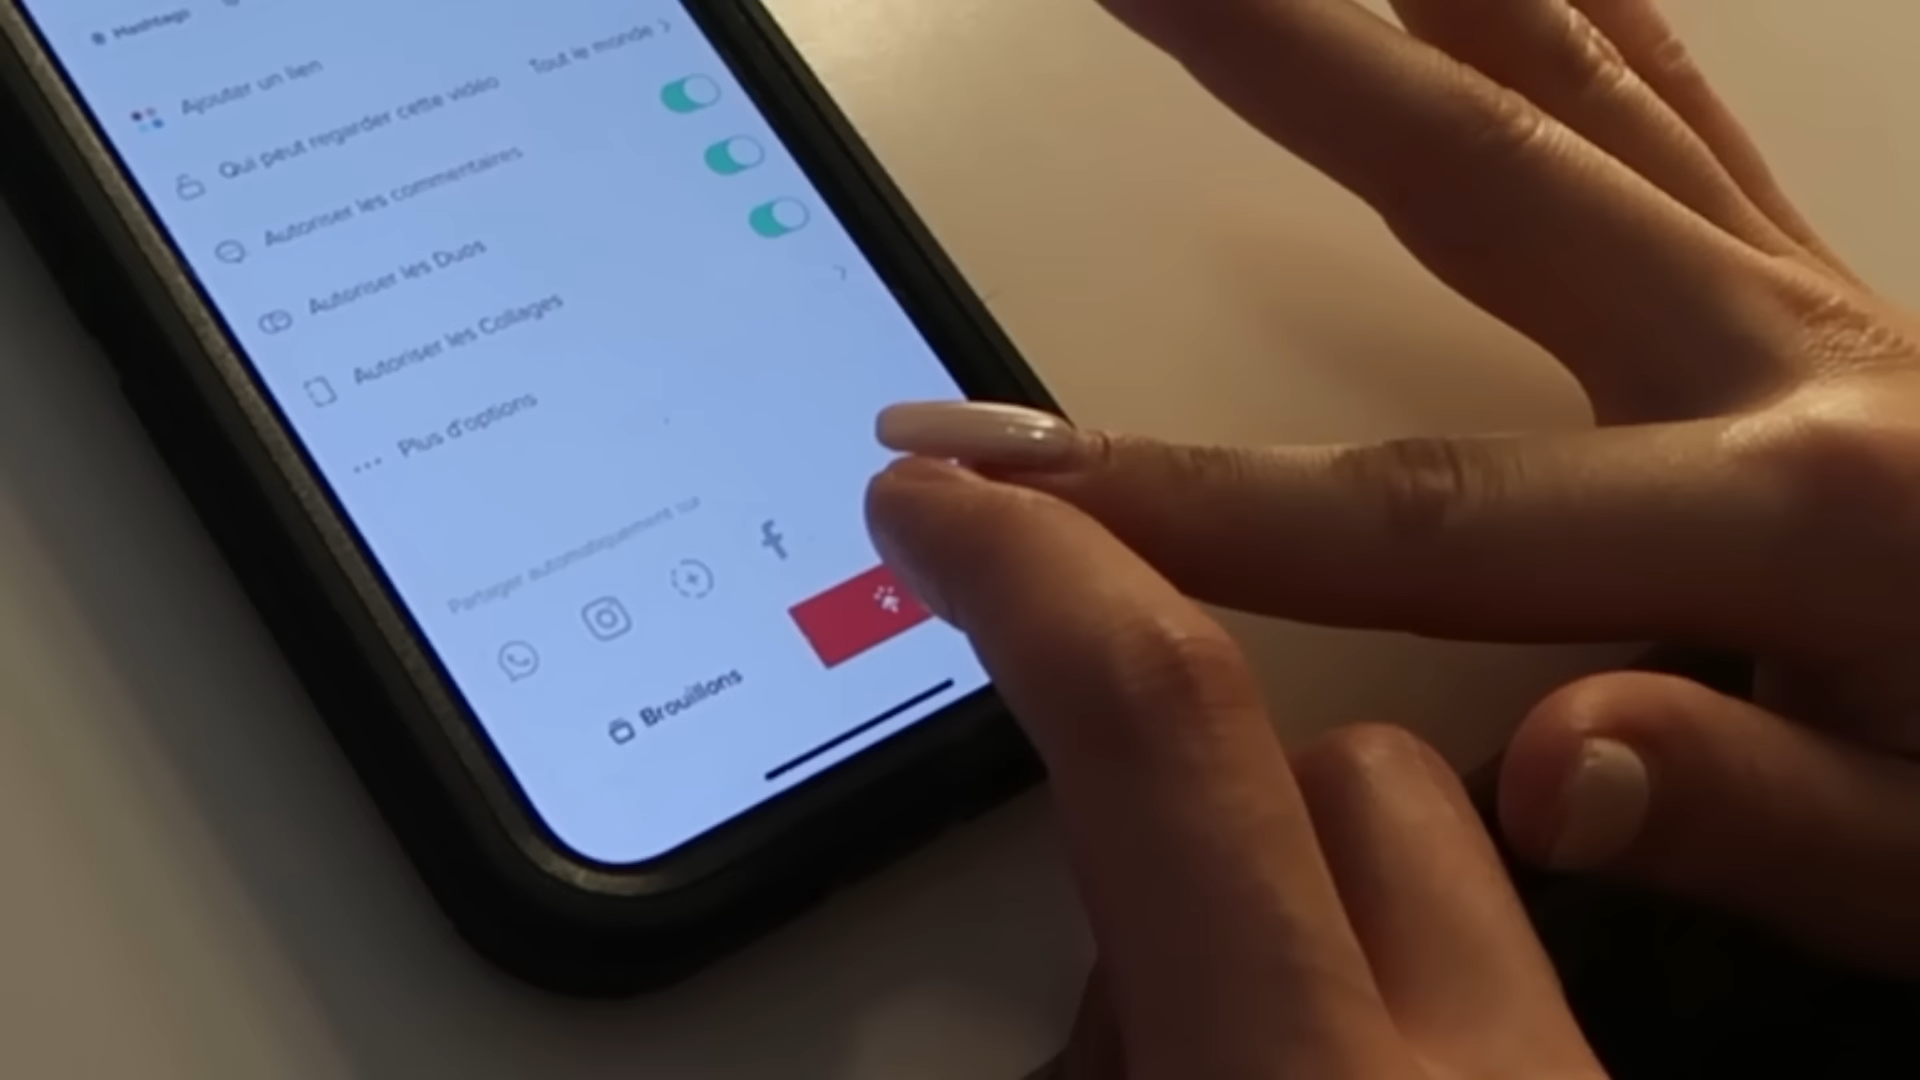 Hashtags
Ajouter un lien
Qui peut regarder cette vidéo Tout le monde
Autoriser les commentaires
Autoriser les Duos
Autoriser les Collages
Plus d'options
Partager automatiquement sur
Brouillons